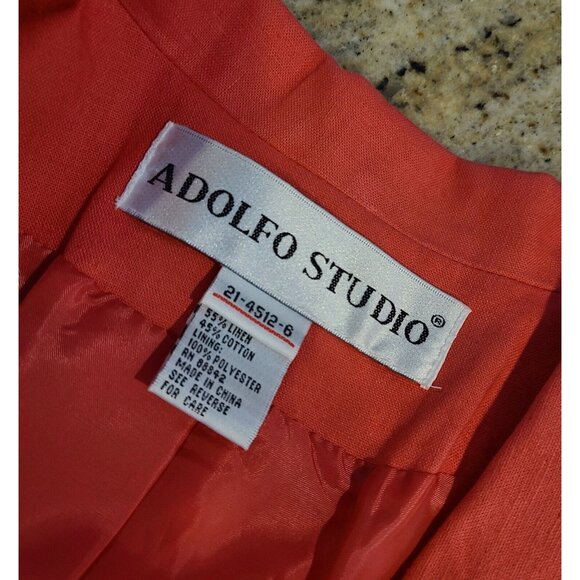 ADOLFO STUDIO®
21-4512-6
55% LINEN
45% COTTON
LINING:
100% POLYESTER
RN 86842
MADE IN CHINA
SEE REVERSE
FOR CARE